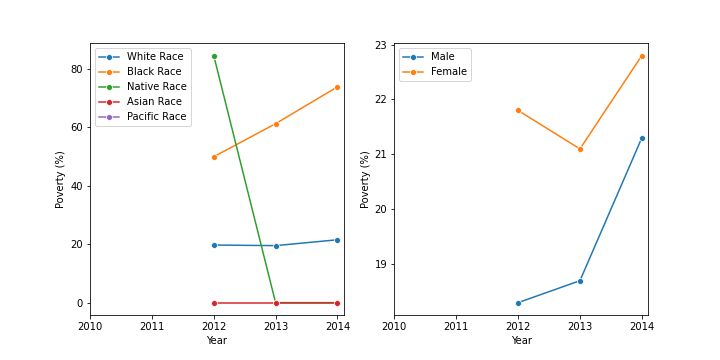 White Race
Black Race
Native Race
Asian Race
Pacific Race
Poverty (%)
80
60
40
20
0
2010 2011 2012 2013 2014
Year
Male
Female
Poverty (%)
23
22
21
20
19
18
2010 2011 2012 2013 2014
Year